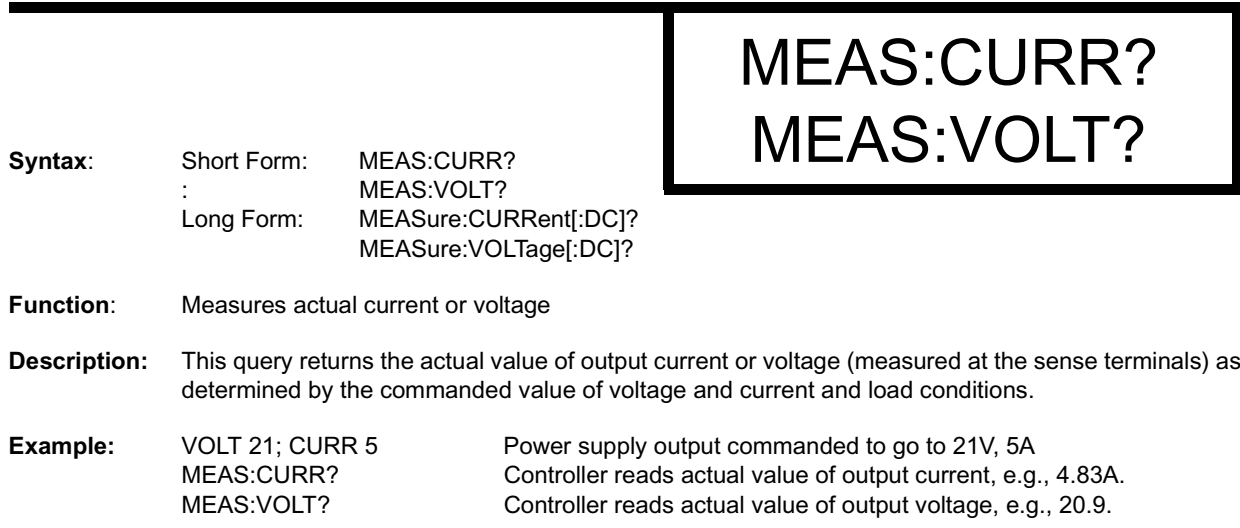 MEAS:CURR?
MEAS:VOLT?
Syntax: Short Form: MEAS:CURR?
: MEAS:VOLT?
Long Form: MEASure:CURRent[:DC]?
MEASure:VOLTage[:DC]?
Function: Measures actual current or voltage
Description: This query returns the actual value of output current or voltage (measured at the sense terminals) as
determined by the commanded value of voltage and current and load conditions.
Example: VOLT 21; CURR 5 Power supply output commanded to go to 21V, 5A
MEAS:CURR? Controller reads actual value of output current, e.g., 4.83A.
MEAS:VOLT? Controller reads actual value of output voltage, e.g., 20.9.